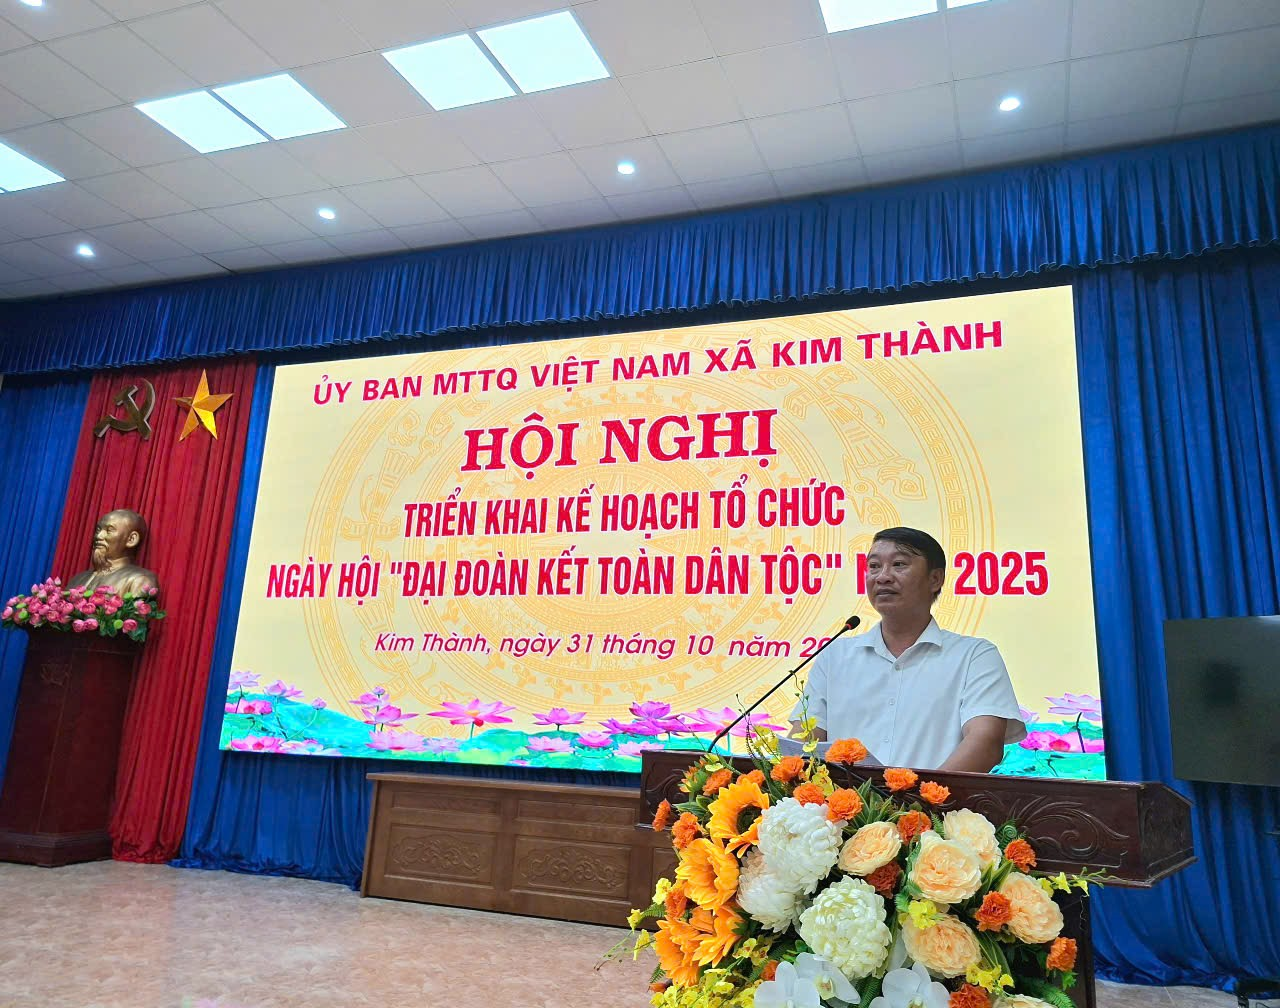 ỦY BAN MTTQ VIỆT NAM XÃ KIM THÀNH
HỘI NGHỊ
TRIỂN KHAI KẾ HOẠCH TỔ CHỨC
NGÀY HỘI "ĐẠI ĐOÀN KẾT TOÀN DÂN TỘC" 2025
Kim Thành, ngày 31 tháng 10 năm